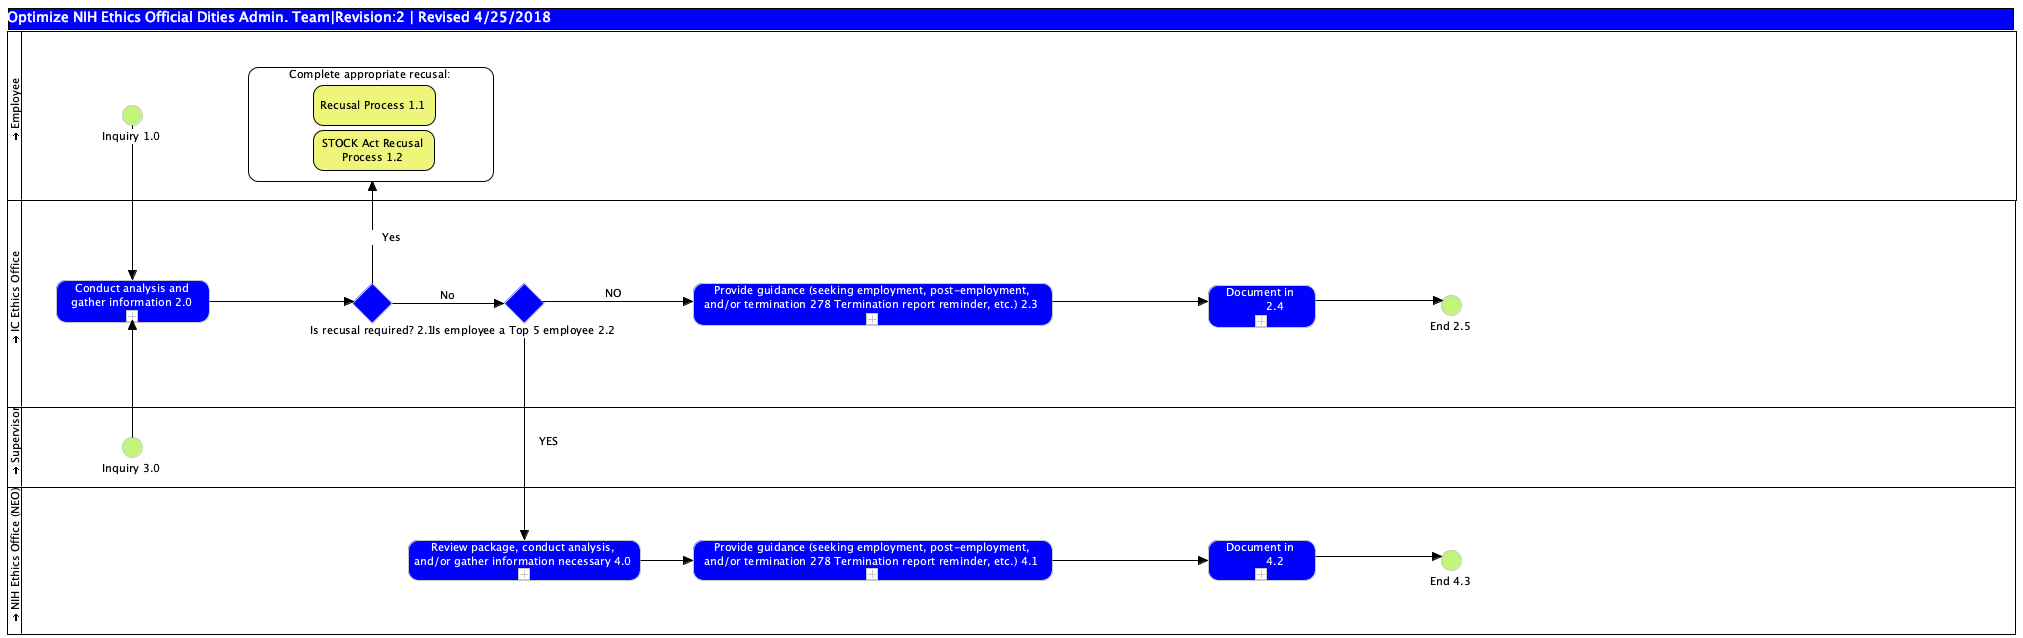 Optimize NIH Ethics Official Dities Admin. Team|Revision:2 | Revised 4/25/2018
Employee
Inquiry 1.0
Complete appropriate recusal:
Recusal Process 1.1
STOCK Act Recusal
Process 1.2
IC Ethics Office
Conduct analysis and
gather information 2.0
Yes
Is recusal required? 2.1
No
Is employee a Top 5 employee 2.2
NO
Provide guidance (seeking employment, post-employment,
and/or termination 278 Termination report reminder, etc.) 2.3
Document in
2.4
End 2.5
Supervisor
Inquiry 3.0
YES
NIH Ethics Office (NEO)
Review package, conduct analysis,
and/or gather information necessary 4.0
Provide guidance (seeking employment, post-employment,
and/or termination 278 Termination report reminder, etc.) 4.1
Document in
4.2
End 4.3